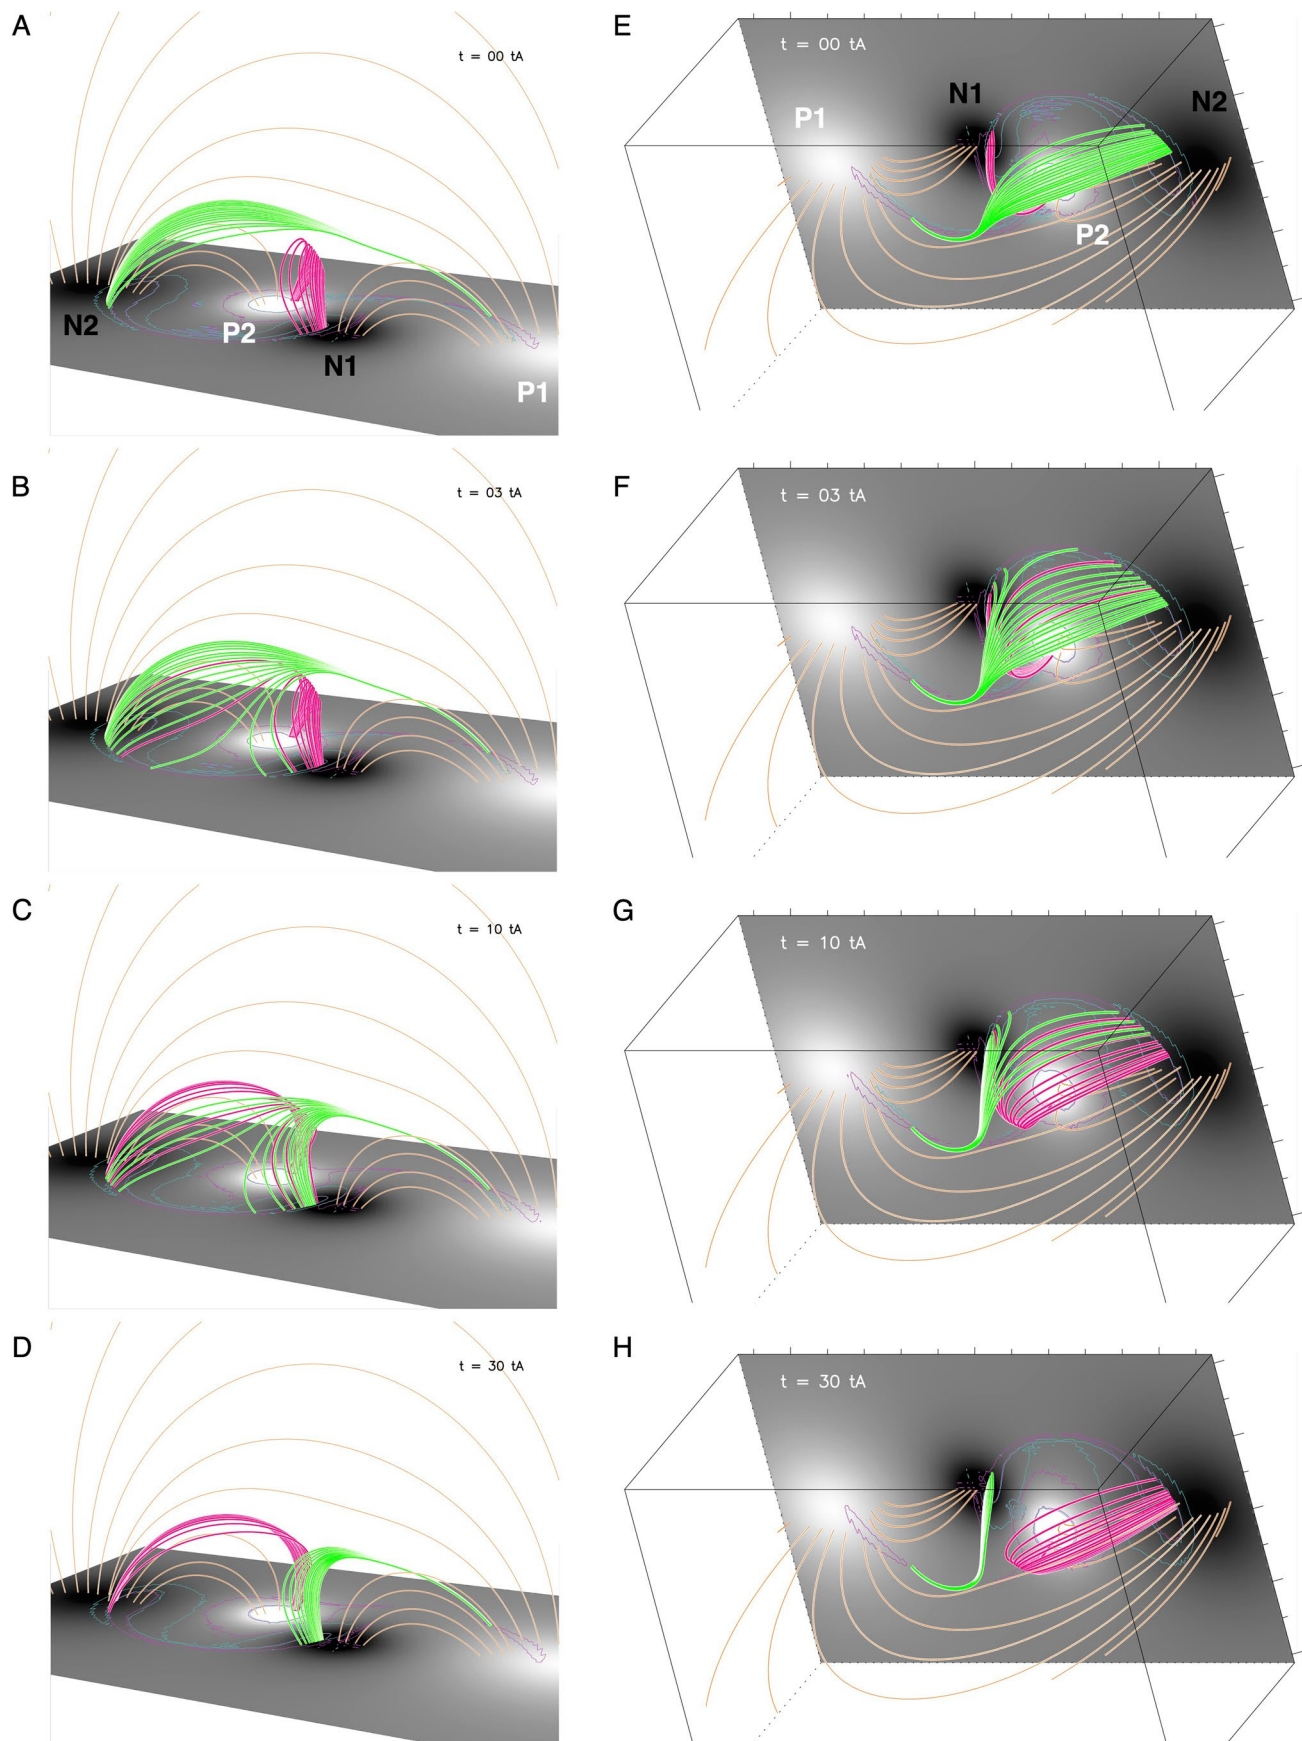 A
t = 00 tA
N2
P2
N1
P1
E
t = 00 tA
N1
N2
P1
P2
B
t = 03 tA
F
t = 03 tA
C
t = 10 tA
G
t = 10 tA
D
t = 30 tA
H
t = 30 tA